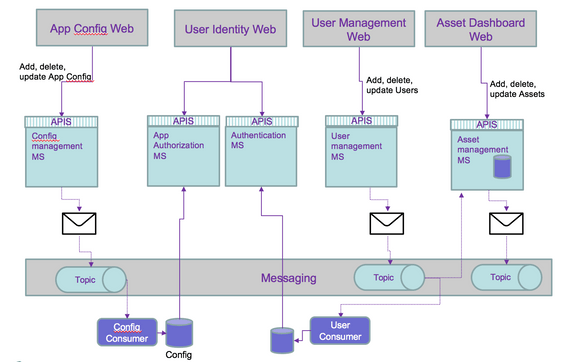 App Config Web
User Identity Web
User Management
Web
Asset Dashboard
Web
Add, delete,
update App Config
Add, delete,
update Users
Add, delete,
update Assets
APIS
APIS
APIS
APIS
APIS
Config
management
MS
App
Authorization
MS
Authentication
MS
User
management
MS
Asset
management
MS
Messaging
Topic
Topic
Topic
Config
Consumer
Config
User
Consumer